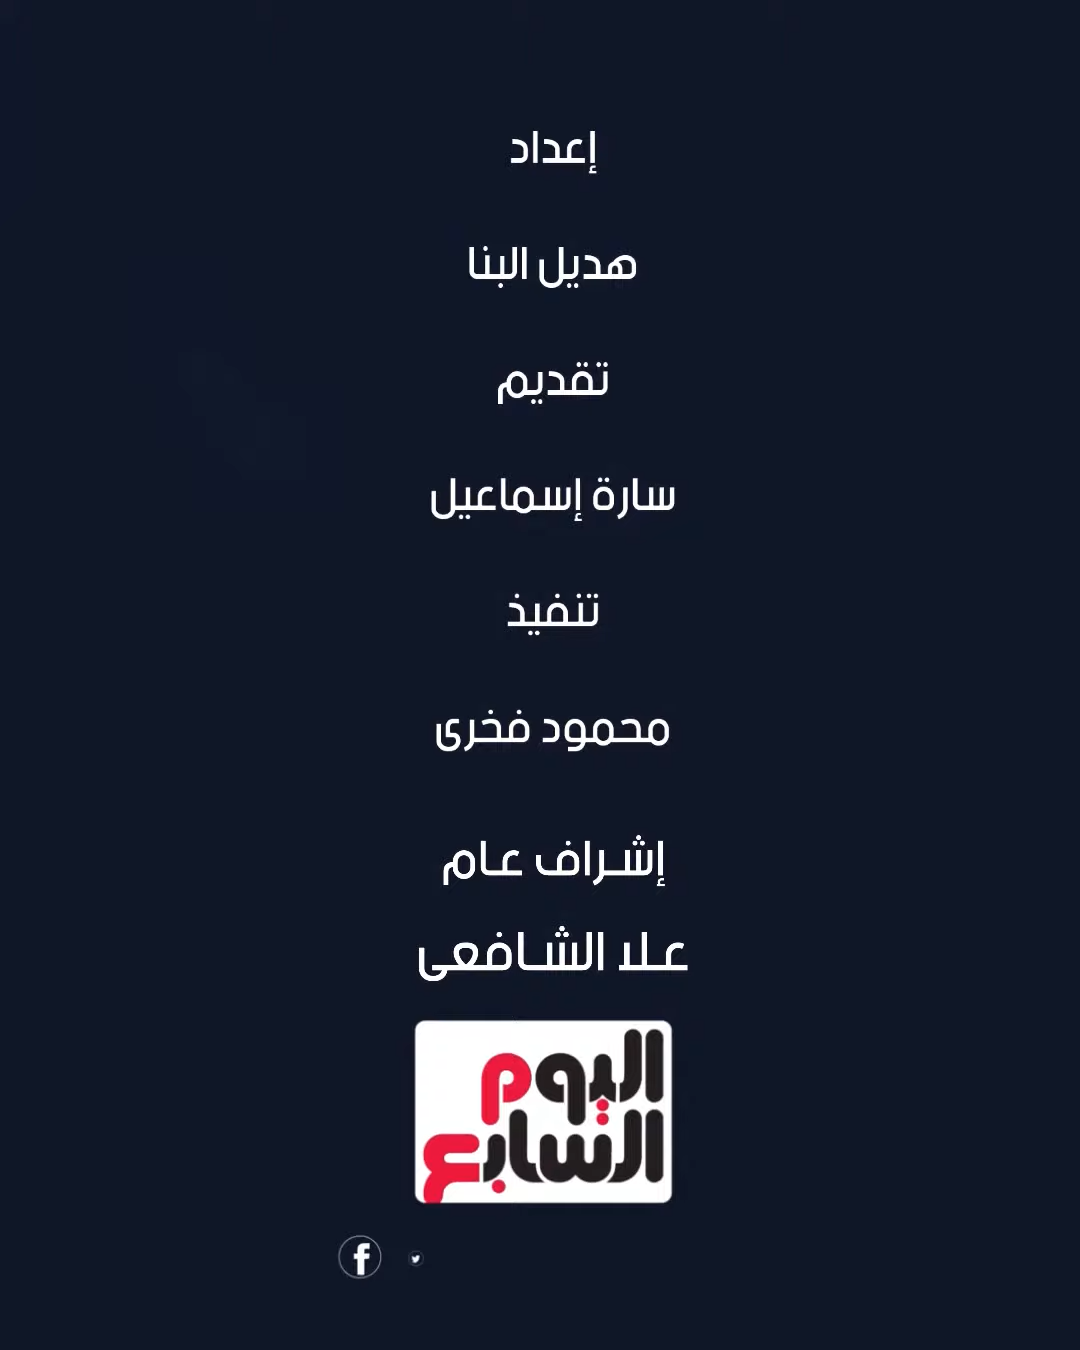 إعداد
هديل البنا
تقديم
سارة إسماعيل
تنفيذ
محمود فخرى
إشـراف عـام
عـلا الشـافعى
اليوم
السابع